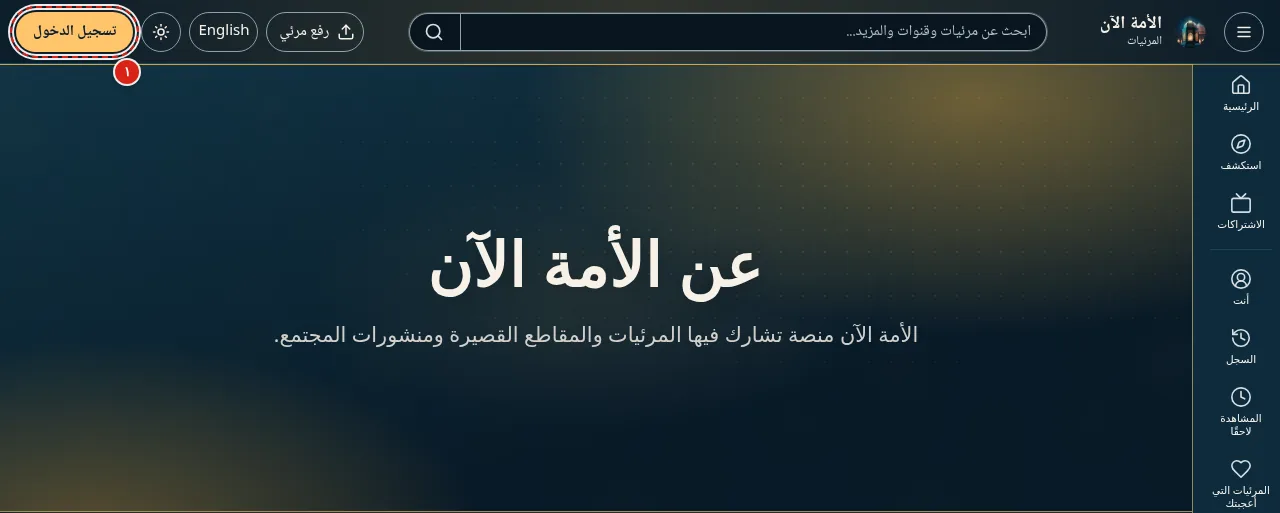 الأمة الآن
المرئيات
ابحث عن مرئيات وقنوات والمزيد...
رفع مرئي
English
تسجيل الدخول
١
الرئيسية
استكشف
الاشتراكات
أنت
السجل
المشاهدة
لاحقًا
المرئيات التي
أعجبتك
عن الأمة الآن
الأمة الآن منصة تشارك فيها المرئيات والمقاطع القصيرة ومنشورات المجتمع.